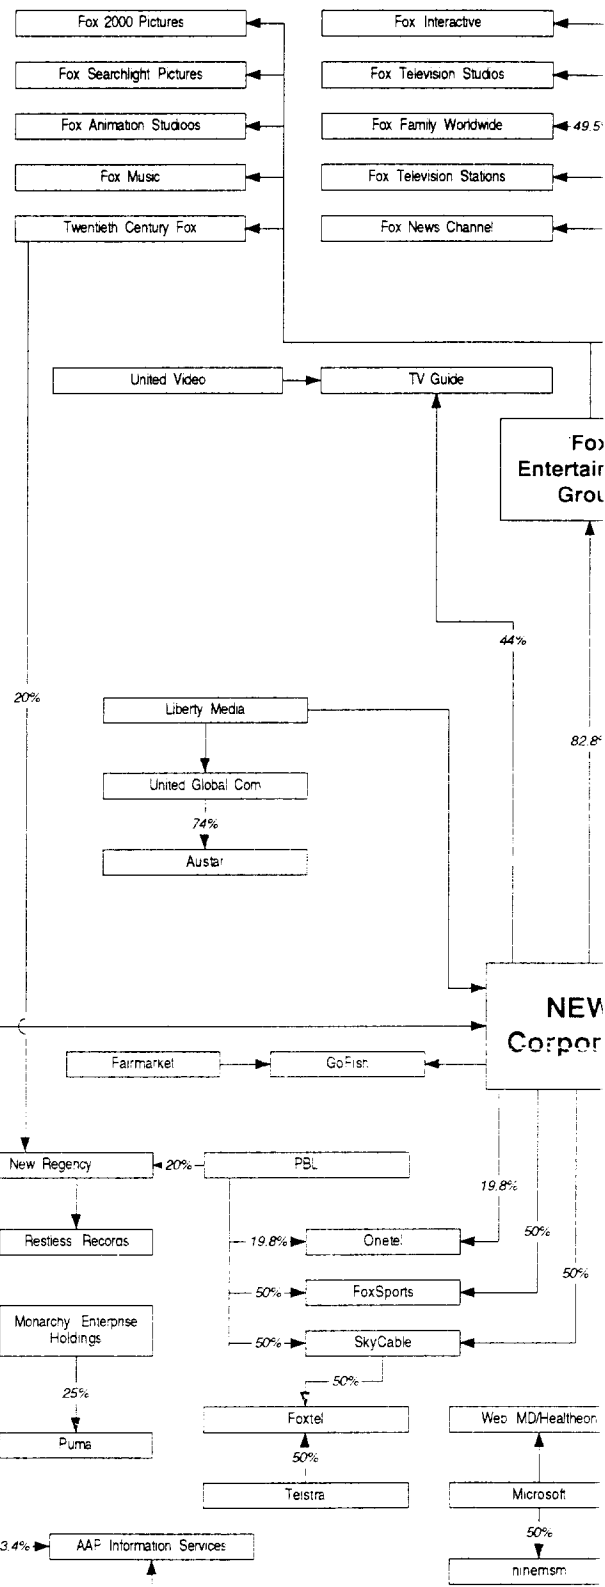 Fox 2000 Pictures
Fox Interactive
Fox Searchlight Pictures
Fox Television Studios
Fox Animation Studioos
Fox Family Worldwide
49.5
Fox Music
Fox Television Stations
Twentieth Century Fox
Fox News Channel
United Video
TV Guide
Fox
Entertain
Grou
44%
20%
Liberty Media
82.8
United Global Com
74%
Austar
NEW
Corpor
Fairmarket
GoFish
New Regency
20%
PBL
19.8%
Restless Records
19.8%
Onetel
50%
50%
FoxSports
50%
Monarchy Enterprise
Holdings
50%
SkyCable
50%
25%
Foxtel
Web MD/Healtheon
Puma
50%
Telstra
Microsoft
50%
3.4%
AAP Information Services
ninemsm